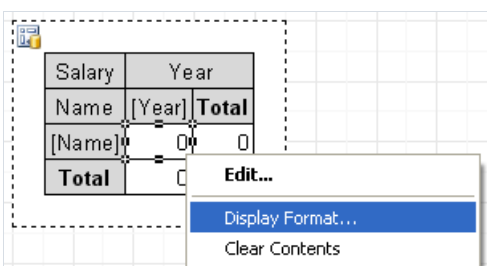 Salary Year
Name [Year] Total
[Name] 0 0
Total 0
Edit...
Display Format...
Clear Contents